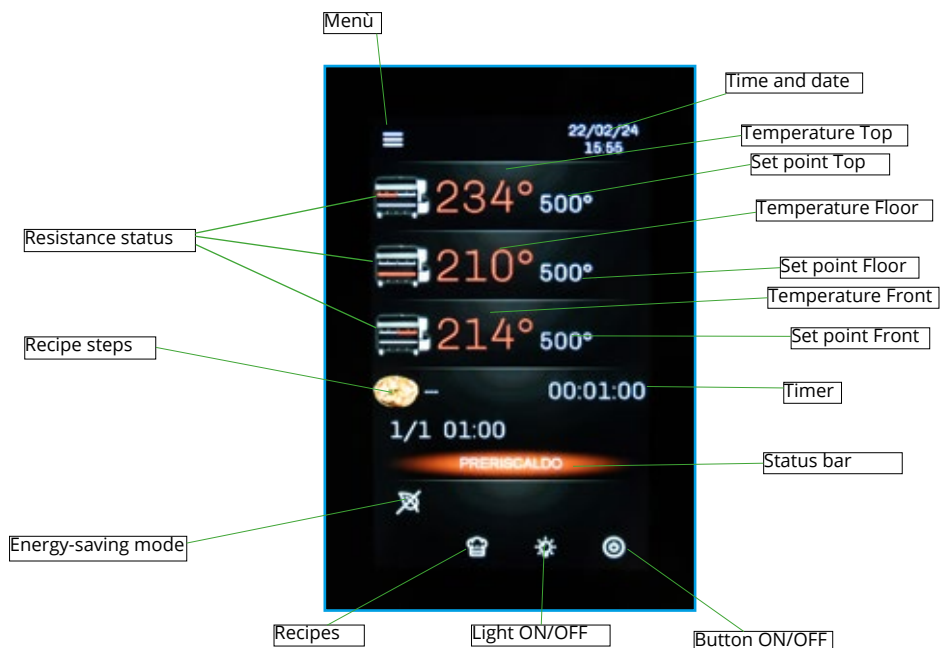 Menù
Time and date
22/02/24
15:55
Temperature Top
Set point Top
234° 500°
Temperature Floor
Resistance status
210° 500°
Set point Floor
Temperature Front
214° 500°
Set point Front
Recipe steps
– 00:01:00
Timer
1/1 01:00
PRERISCALDO
Status bar
Energy-saving mode
Recipes
Light ON/OFF
Button ON/OFF